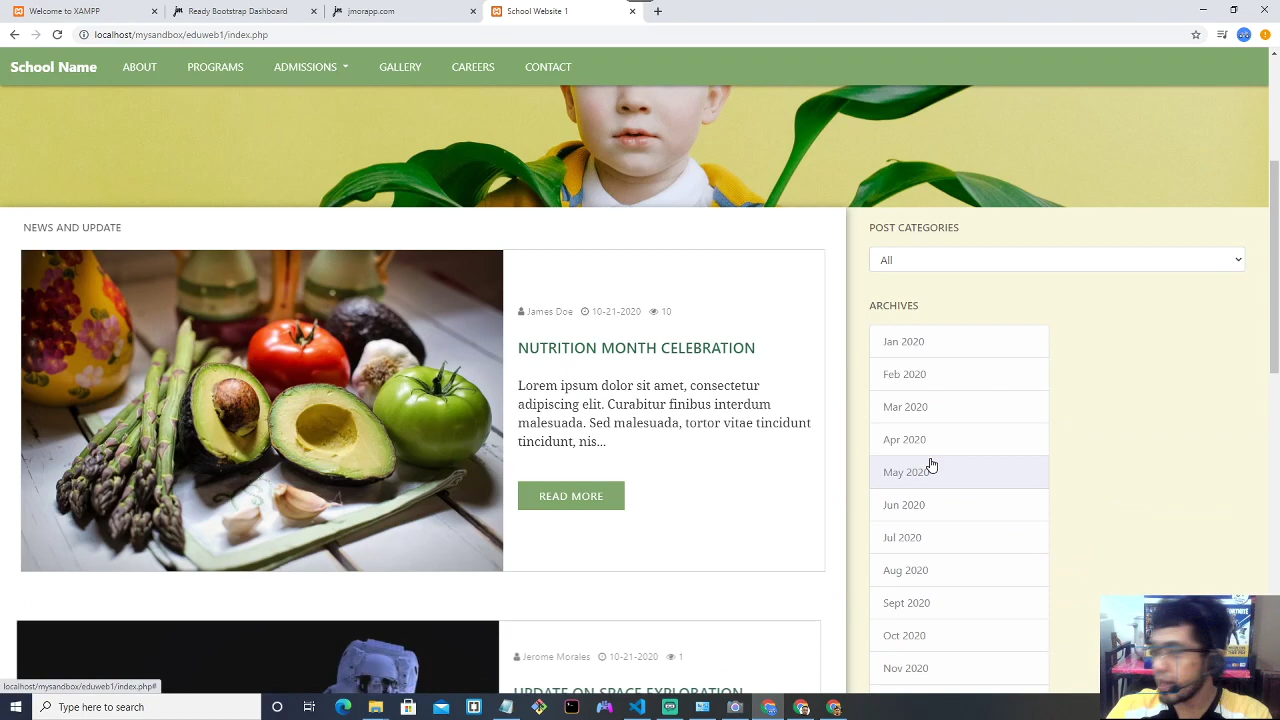 Welcome to XAMPP
Ready Bootstrap Dashboard
jmorapp.com
School Website 1
localhost/mysandbox/eduweb1/index.php
School Name
ABOUT
PROGRAMS
ADMISSIONS
GALLERY
CAREERS
CONTACT
NEWS AND UPDATE
James Doe 10-21-2020 10
NUTRITION MONTH CELEBRATION
Lorem ipsum dolor sit amet, consectetur
adipiscing elit. Curabitur finibus interdum
malesuada. Sed malesuada, tortor vitae tincidunt
tincidunt, nis...
READ MORE
Jerome Morales 10-21-2020 1
UPDATE ON SPACE EXPLORATION
POST CATEGORIES
All
ARCHIVES
Jan 2020
Feb 2020
Mar 2020
Apr 2020
May 2020
Jun 2020
Jul 2020
Aug 2020
Sept 2020
Oct 2020
Nov 2020
localhost/mysandbox/eduweb1/index.php#
Type here to search